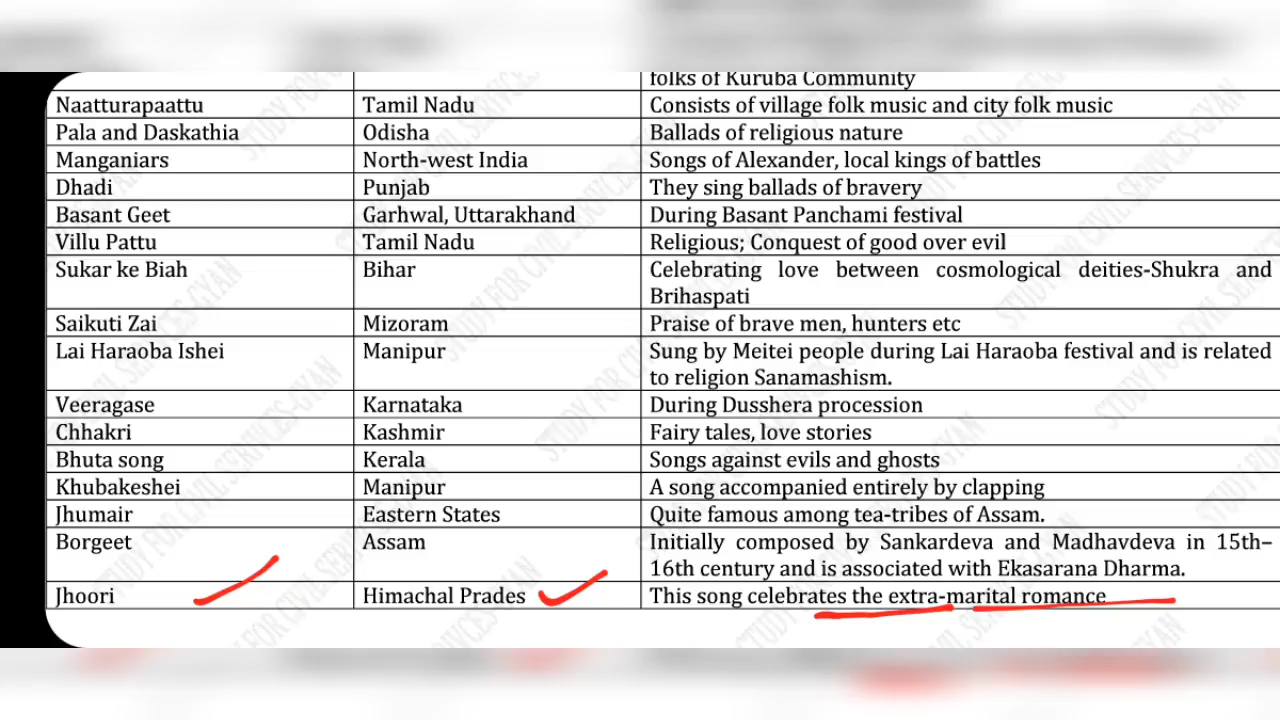 folks of Kuruba Community
Naatturapaattu Tamil Nadu Consists of village folk music and city folk music
Pala and Daskathia Odisha Ballads of religious nature
Manganiars North-west India Songs of Alexander, local kings of battles
Dhadi Punjab They sing ballads of bravery
Basant Geet Garhwal, Uttarakhand During Basant Panchami festival
Villu Pattu Tamil Nadu Religious; Conquest of good over evil
Sukar ke Biah Bihar Celebrating love between cosmological deities-Shukra and
Brihaspati
Saikuti Zai Mizoram Praise of brave men, hunters etc
Lai Haraoba Ishei Manipur Sung by Meitei people during Lai Haraoba festival and is related
to religion Sanamashism.
Veeragase Karnataka During Dusshera procession
Chhakri Kashmir Fairy tales, love stories
Bhuta song Kerala Songs against evils and ghosts
Khubakeshei Manipur A song accompanied entirely by clapping
Jhumair Eastern States Quite famous among tea-tribes of Assam.
Borgeet Assam Initially composed by Sankardeva and Madhavdeva in 15th–
16th century and is associated with Ekasarana Dharma.
Jhoori Himachal Prades This song celebrates the extra-marital romance